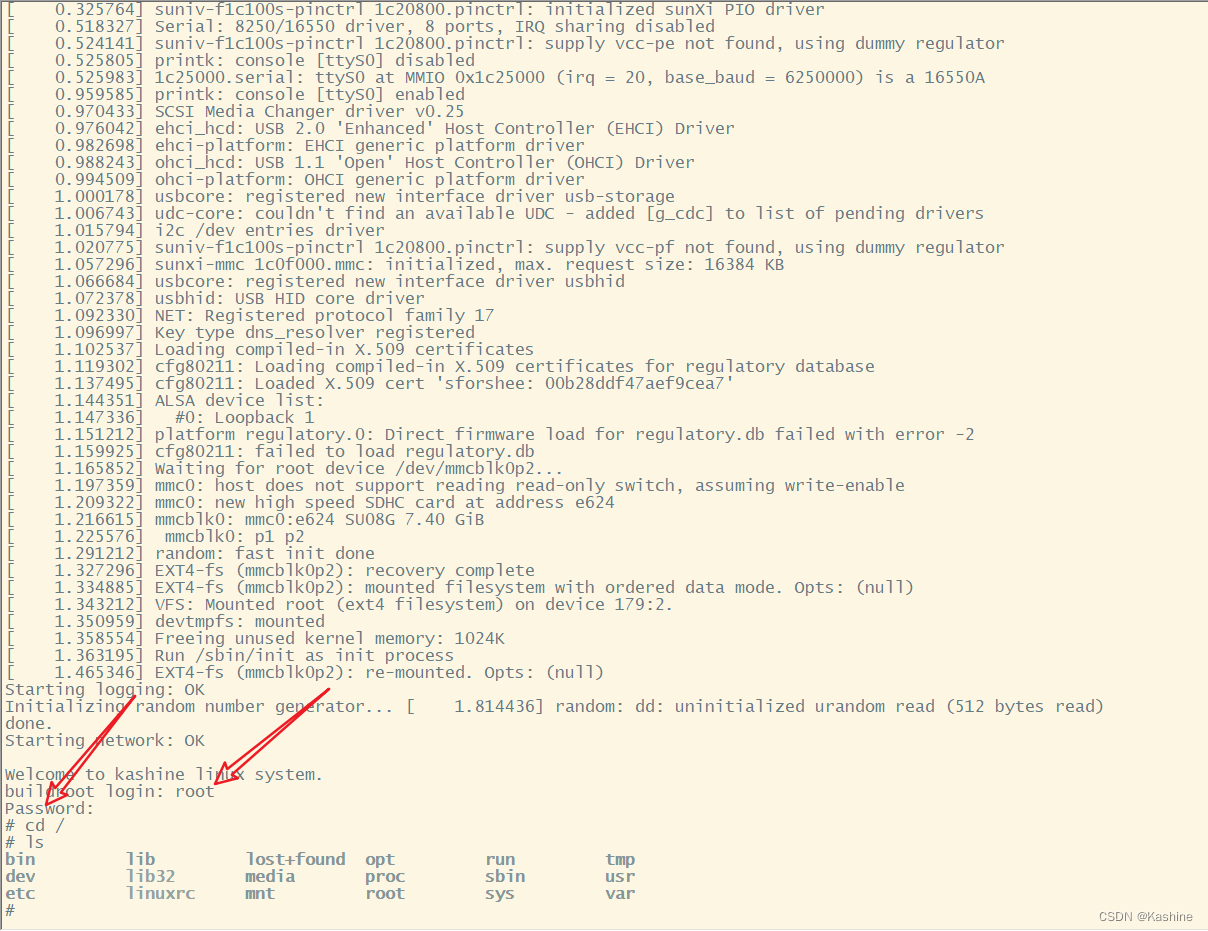 [    0.325764] suniv-f1c100s-pinctrl 1c20800.pinctrl: initialized sunXi PIO driver
[    0.518327] Serial: 8250/16550 driver, 8 ports, IRQ sharing disabled
[    0.524141] suniv-f1c100s-pinctrl 1c20800.pinctrl: supply vcc-pe not found, using dummy regulator
[    0.525805] printk: console [ttyS0] disabled
[    0.525983] 1c25000.serial: ttyS0 at MMIO 0x1c25000 (irq = 20, base_baud = 6250000) is a 16550A
[    0.959585] printk: console [ttyS0] enabled
[    0.970433] SCSI Media Changer driver v0.25
[    0.976042] ehci_hcd: USB 2.0 'Enhanced' Host Controller (EHCI) Driver
[    0.982698] ehci-platform: EHCI generic platform driver
[    0.988243] ohci_hcd: USB 1.1 'Open' Host Controller (OHCI) Driver
[    0.994509] ohci-platform: OHCI generic platform driver
[    1.000178] usbcore: registered new interface driver usb-storage
[    1.006743] udc-core: couldn't find an available UDC - added [g_cdc] to list of pending drivers
[    1.015794] i2c /dev entries driver
[    1.020775] suniv-f1c100s-pinctrl 1c20800.pinctrl: supply vcc-pf not found, using dummy regulator
[    1.057296] sunxi-mmc 1c0f000.mmc: initialized, max. request size: 16384 KB
[    1.066684] usbcore: registered new interface driver usbhid
[    1.072378] usbhid: USB HID core driver
[    1.092330] NET: Registered protocol family 17
[    1.096997] Key type dns_resolver registered
[    1.102537] Loading compiled-in X.509 certificates
[    1.119302] cfg80211: Loading compiled-in X.509 certificates for regulatory database
[    1.137495] cfg80211: Loaded X.509 cert 'sforshee: 00b28ddf47aef9cea7'
[    1.144351] ALSA device list:
[    1.147336]   #0: Loopback 1
[    1.151212] platform regulatory.0: Direct firmware load for regulatory.db failed with error -2
[    1.159925] cfg80211: failed to load regulatory.db
[    1.165852] Waiting for root device /dev/mmcblk0p2...
[    1.197359] mmc0: host does not support reading read-only switch, assuming write-enable
[    1.209322] mmc0: new high speed SDHC card at address e624
[    1.216615] mmcblk0: mmc0:e624 SU08G 7.40 GiB
[    1.225576]  mmcblk0: p1 p2
[    1.291212] random: fast init done
[    1.327296] EXT4-fs (mmcblk0p2): recovery complete
[    1.334885] EXT4-fs (mmcblk0p2): mounted filesystem with ordered data mode. Opts: (null)
[    1.343212] VFS: Mounted root (ext4 filesystem) on device 179:2.
[    1.350959] devtmpfs: mounted
[    1.358554] Freeing unused kernel memory: 1024K
[    1.363195] Run /sbin/init as init process
[    1.465346] EXT4-fs (mmcblk0p2): re-mounted. Opts: (null)
Starting logging: OK
Initializing random number generator... [    1.814436] random: dd: uninitialized urandom read (512 bytes read)
done.
Starting network: OK
Welcome to kashine linux system.
buildroot login: root
Password:
# cd /
# ls
bin         lib         lost+found  opt         run         tmp
dev         lib32       media       proc        sbin        usr
etc         linuxrc     mnt         root        sys         var
#
CSDN @Kashine